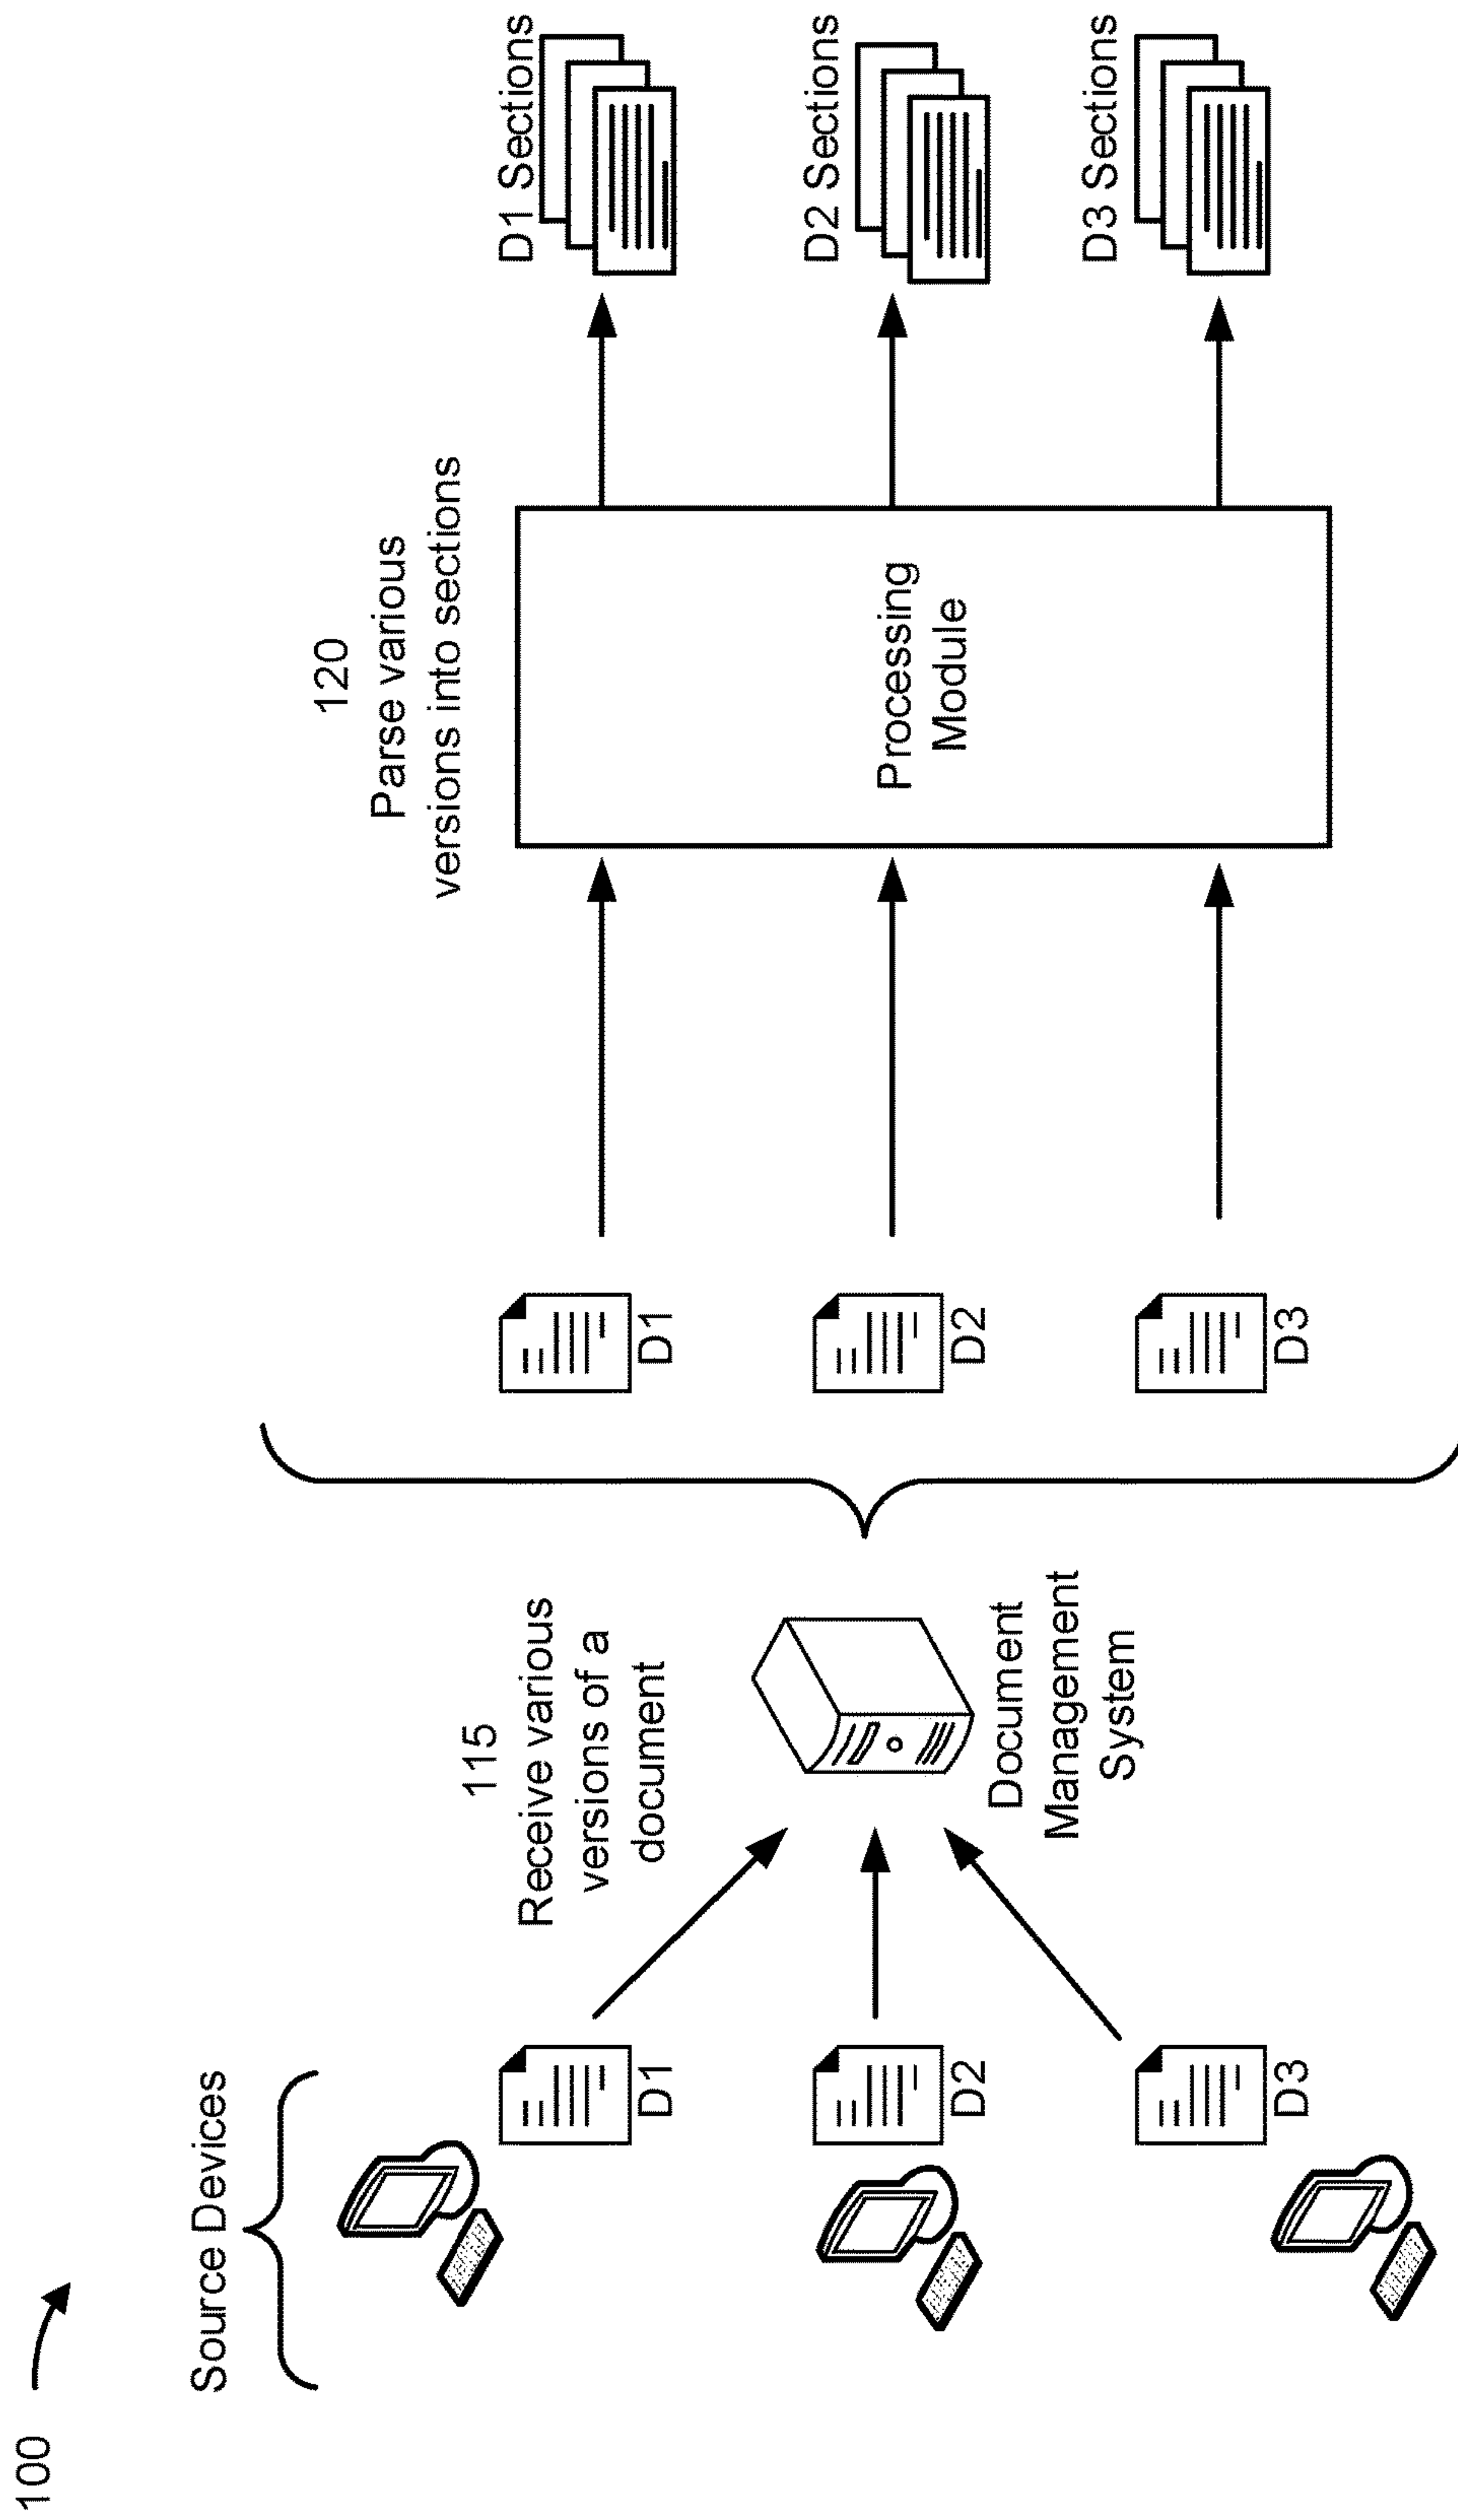 100
Source Devices
D1
D2
D3
115
Receive various
versions of a
document
Document
Management
System
D1
D2
D3
120
Parse various
versions into sections
Processing
Module
D1 Sections
D2 Sections
D3 Sections